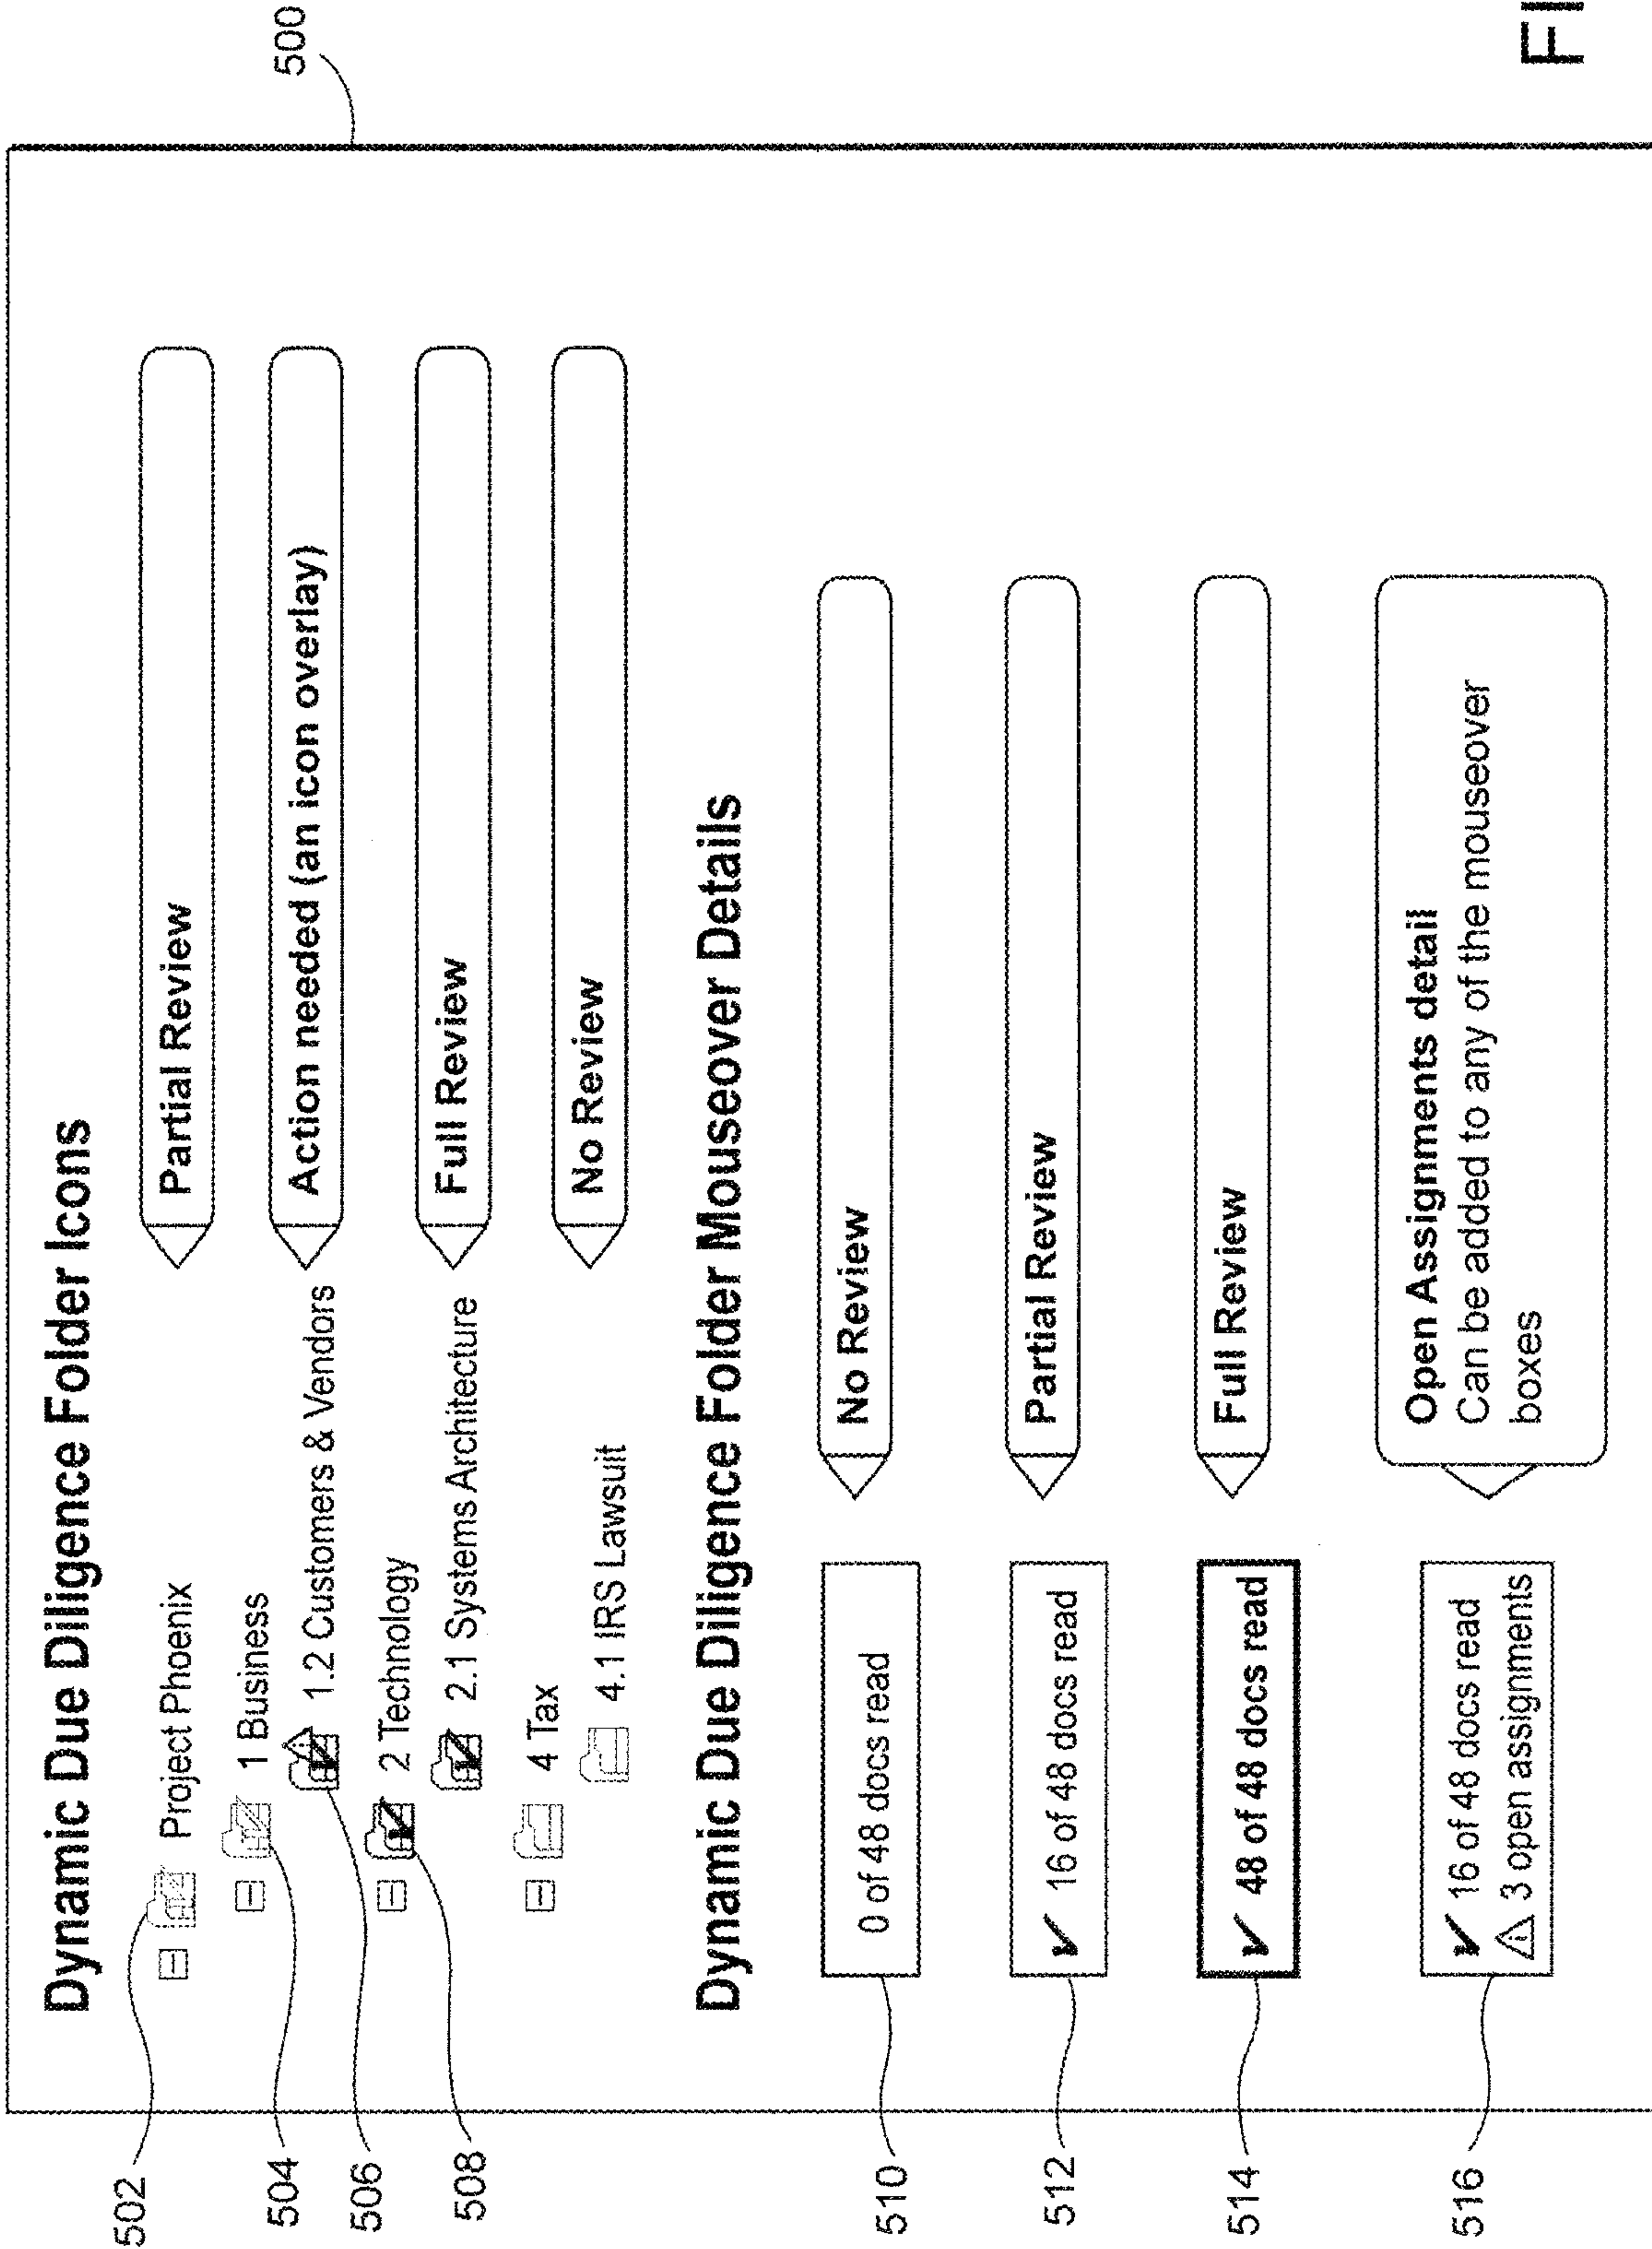 500
Dynamic Due Diligence Folder Icons
502
Project Phoenix
Partial Review
504
1 Business
506
1.2 Customers & Vendors
Action needed (an icon overlay)
508
2 Technology
2.1 Systems Architecture
Full Review
4 Tax
4.1 IRS Lawsuit
No Review
Dynamic Due Diligence Folder Mouseover Details
510
0 of 48 docs read
No Review
512
✓ 16 of 48 docs read
Partial Review
514
✓ 48 of 48 docs read
Full Review
516
✓ 16 of 48 docs read
⚠ 3 open assignments
Open Assignments detail
Can be added to any of the mouseover
boxes